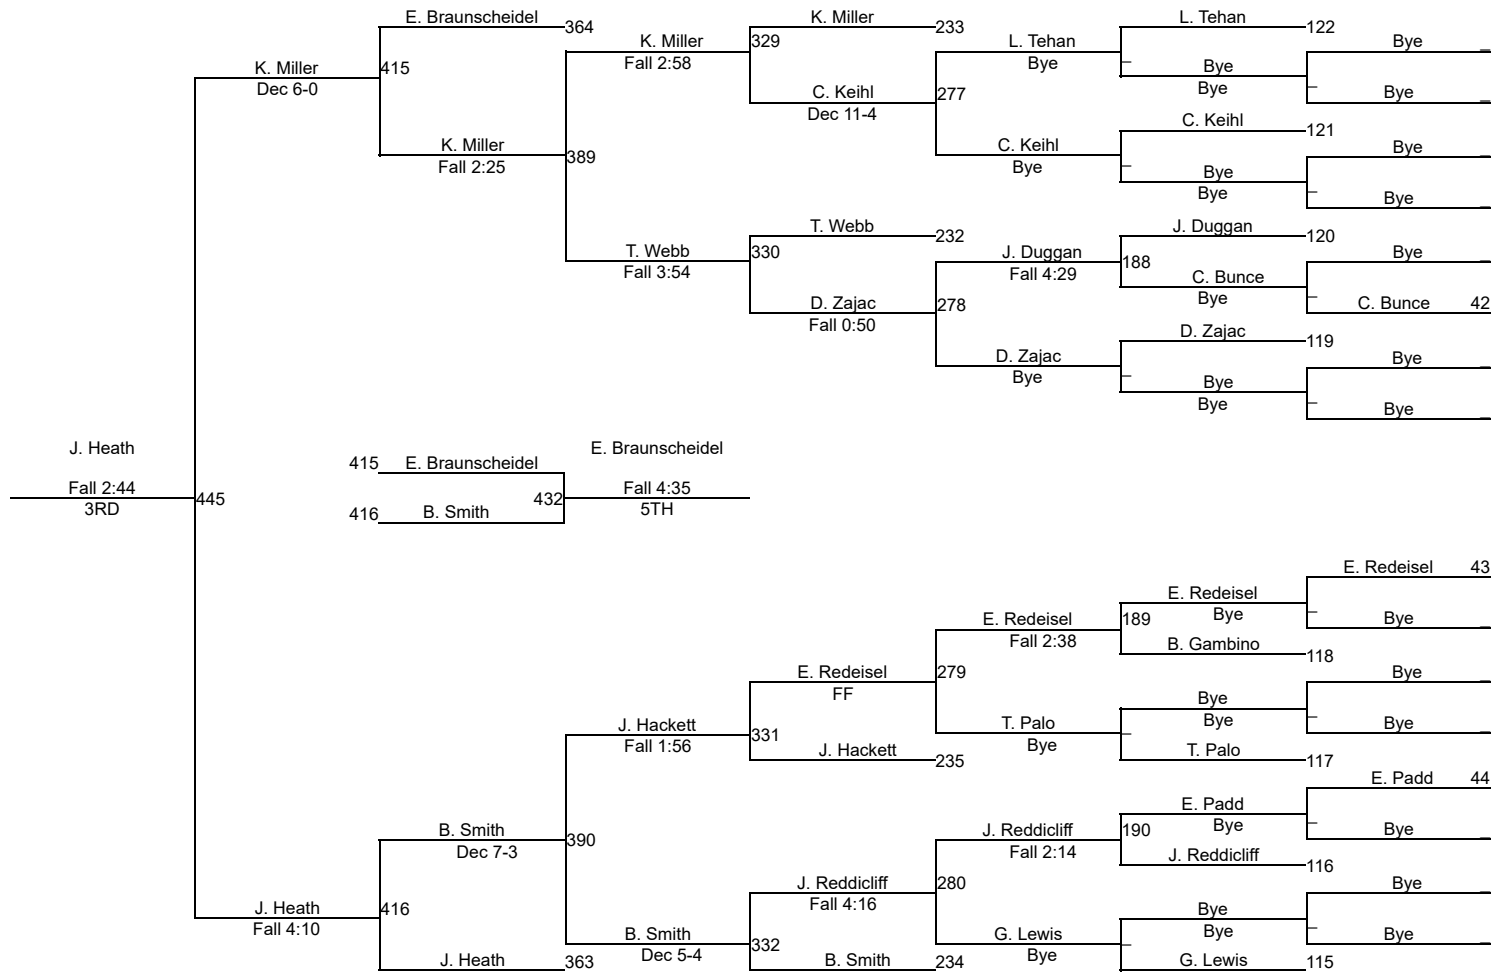 E. Braunscheidel
364
K. Miller
233
L. Tehan
122
K. Miller
329
L. Tehan
Bye
Fall 2:58
Bye
Bye
K. Miller
415
Bye
Dec 6-0
C. Keihl
277
Bye
Bye
Dec 11-4
C. Keihl
121
K. Miller
389
C. Keihl
Bye
Fall 2:25
Bye
Bye
Bye
Bye
T. Webb
232
J. Duggan
120
T. Webb
330
J. Duggan
188
Bye
Fall 3:54
Fall 4:29
C. Bunce
D. Zajac
278
Bye
C. Bunce
42
Fall 0:50
D. Zajac
119
D. Zajac
Bye
Bye
Bye
Bye
Bye
J. Heath
E. Braunscheidel
415
E. Braunscheidel
Fall 2:44
445
432
Fall 4:35
3RD
416
B. Smith
5TH
E. Redeisel
43
E. Redeisel
E. Redeisel
189
Bye
Bye
Fall 2:38
B. Gambino
118
E. Redeisel
279
Bye
FF
Bye
J. Hackett
331
T. Palo
Bye
Bye
Fall 1:56
Bye
J. Hackett
235
T. Palo
117
E. Padd
44
E. Padd
B. Smith
390
J. Reddicliff
190
Bye
Bye
Dec 7-3
Fall 2:14
J. Reddicliff
116
J. Reddicliff
280
Bye
Fall 4:16
J. Heath
416
Bye
Fall 4:10
B. Smith
332
G. Lewis
Bye
Bye
Dec 5-4
Bye
J. Heath
363
B. Smith
234
G. Lewis
115